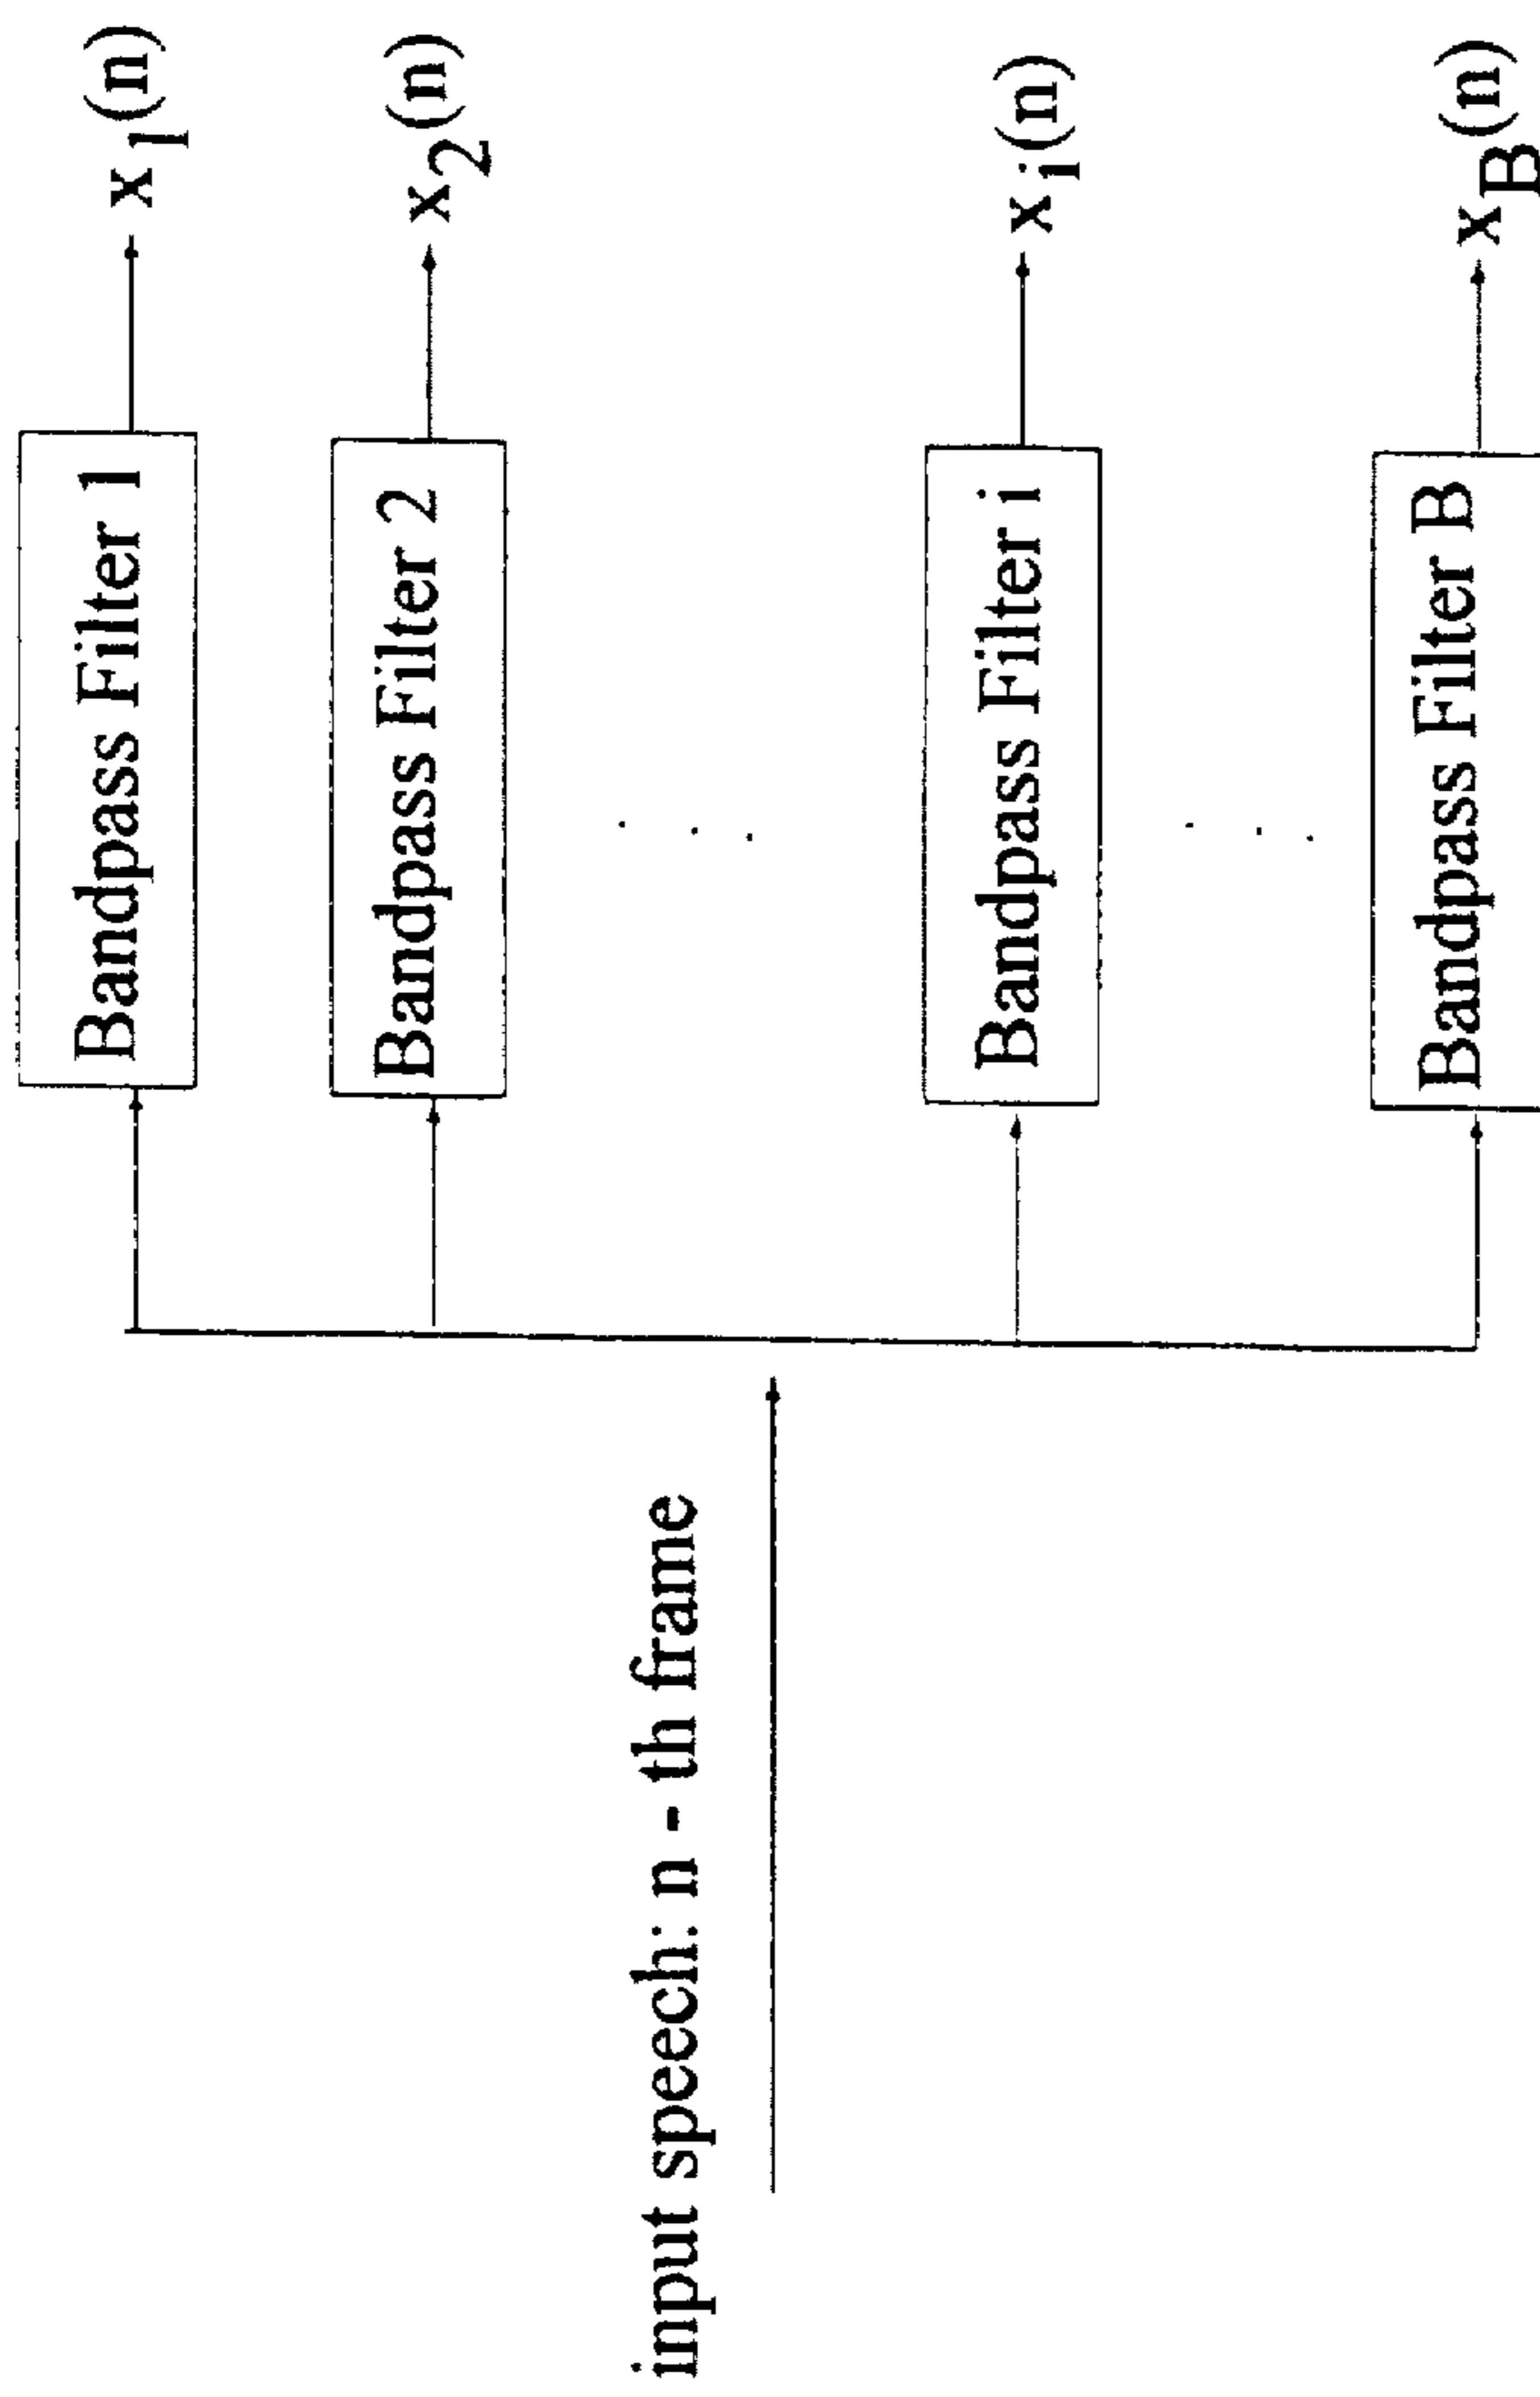 input speech: n - th frame
Bandpass Filter 1
x1(n)
Bandpass Filter 2
x2(n)
. . .
Bandpass Filter i
xi(n)
. . .
Bandpass Filter B
xB(n)